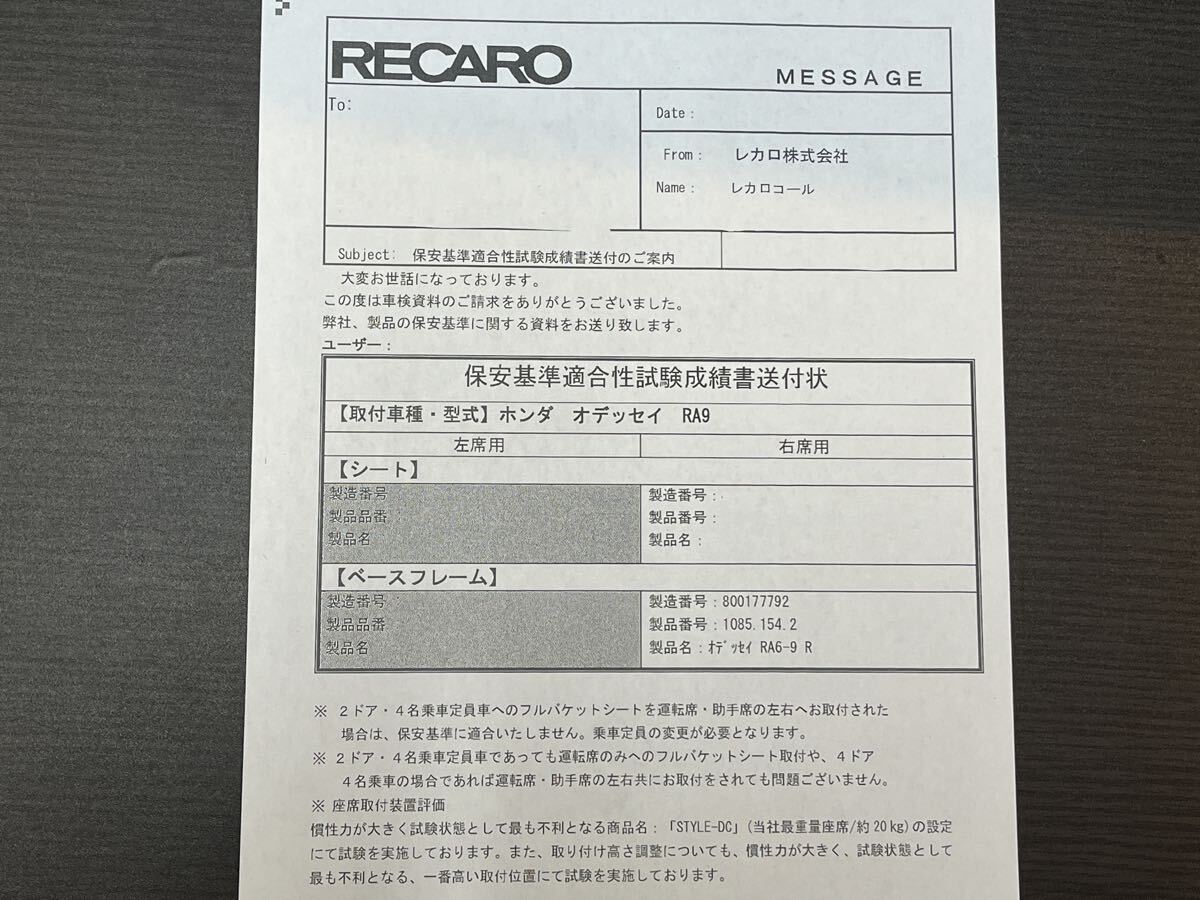 RECARO
MESSAGE
To:
Date :
From : レカロ株式会社
Name : レカロコール
Subject: 保安基準適合性試験成績書送付のご案内
大変お世話になっております。
この度は車検資料のご請求をありがとうございました。
弊社、製品の保安基準に関する資料をお送り致します。
ユーザー :
保安基準適合性試験成績書送付状
【取付車種・型式】ホンダ オデッセイ RA9
左席用 右席用
【シート】
製造番号 製造番号 :
製品品番 製品番号 :
製品名 製品名 :
【ベースフレーム】
製造番号 : 製造番号 : 800177792
製品品番 製品番号 : 1085.154.2
製品名 製品名 : ｵﾃﾞｯｾｲ RA6-9 R
※ 2ドア・4名乗車定員車へのフルバケットシートを運転席・助手席の左右へお取付された
場合は、保安基準に適合いたしません。乗車定員の変更が必要となります。
※ 2ドア・4名乗車定員車であっても運転席のみへのフルバケットシート取付や、4ドア
4名乗車の場合であれば運転席・助手席の左右共にお取付をされても問題ございません。
※ 座席取付装置評価
慣性力が大きく試験状態として最も不利となる商品名：「STYLE-DC」(当社最重量座席/約20kg)の設定
にて試験を実施しております。また、取り付け高さ調整についても、慣性力が大きく、試験状態として
最も不利となる、一番高い取付位置にて試験を実施しております。